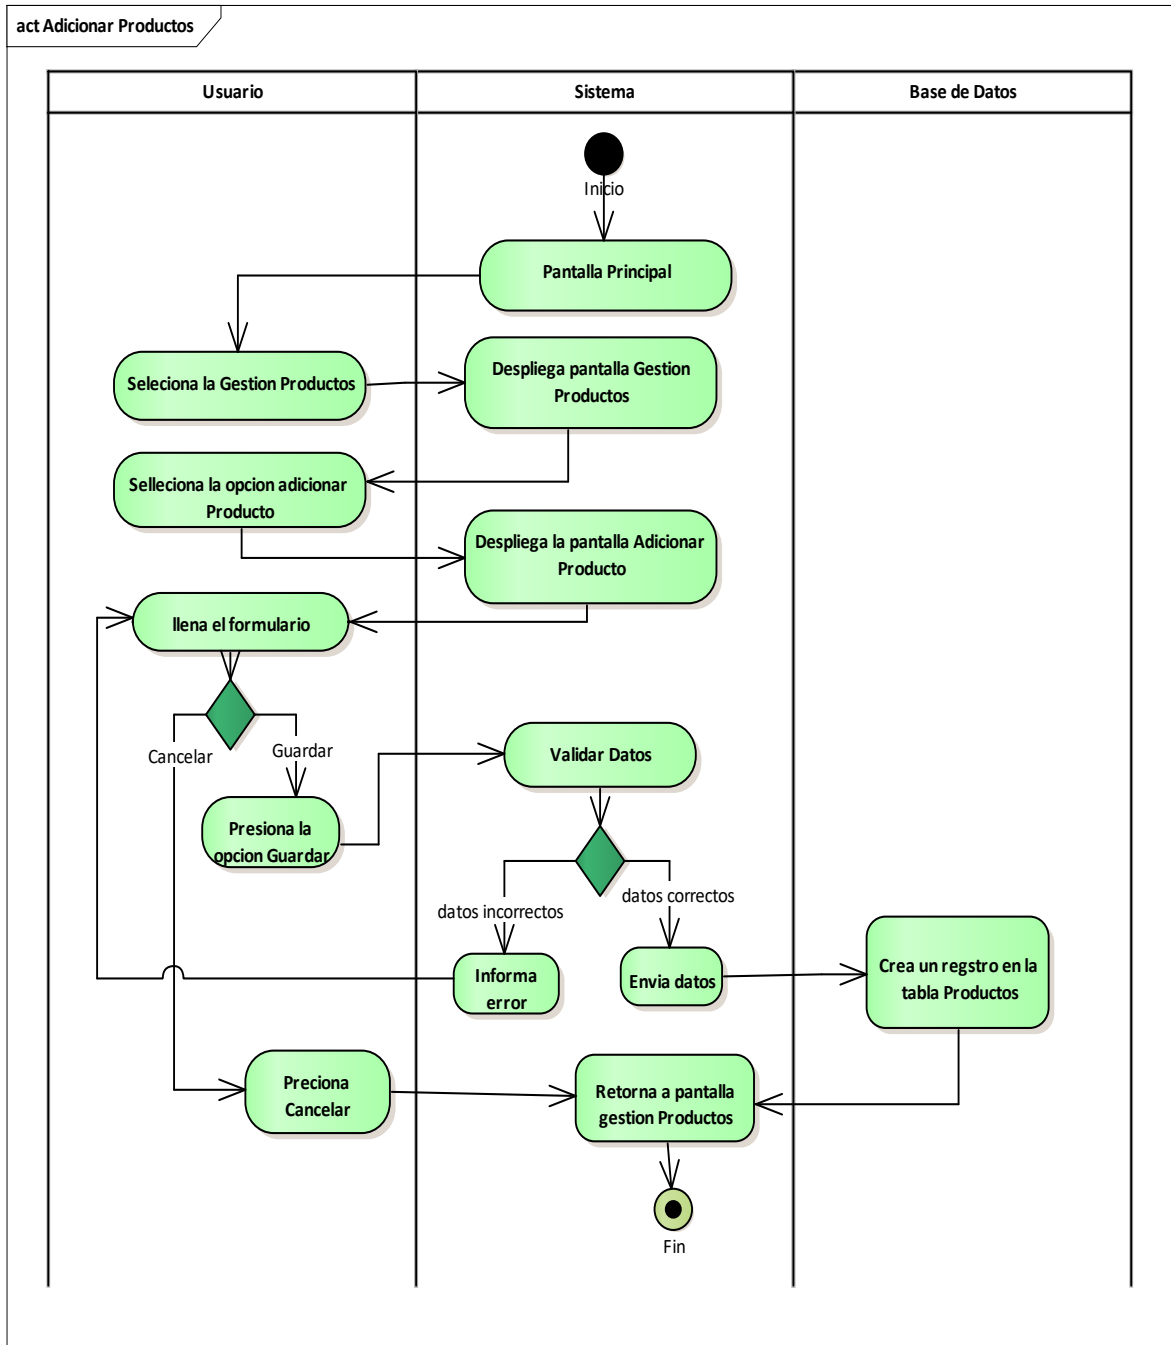 act Adicionar Productos
Usuario
Sistema
Base de Datos
Inicio
Pantalla Principal
Seleciona la Gestion Productos
Despliega pantalla Gestion
Productos
Selleciona la opcion adicionar
Producto
Despliega la pantalla Adicionar
Producto
llena el formulario
Cancelar
Guardar
Validar Datos
Presiona la
opcion Guardar
datos incorrectos
datos correctos
Informa
error
Envia datos
Crea un regstro en la
tabla Productos
Preciona
Cancelar
Retorna a pantalla
gestion Productos
Fin